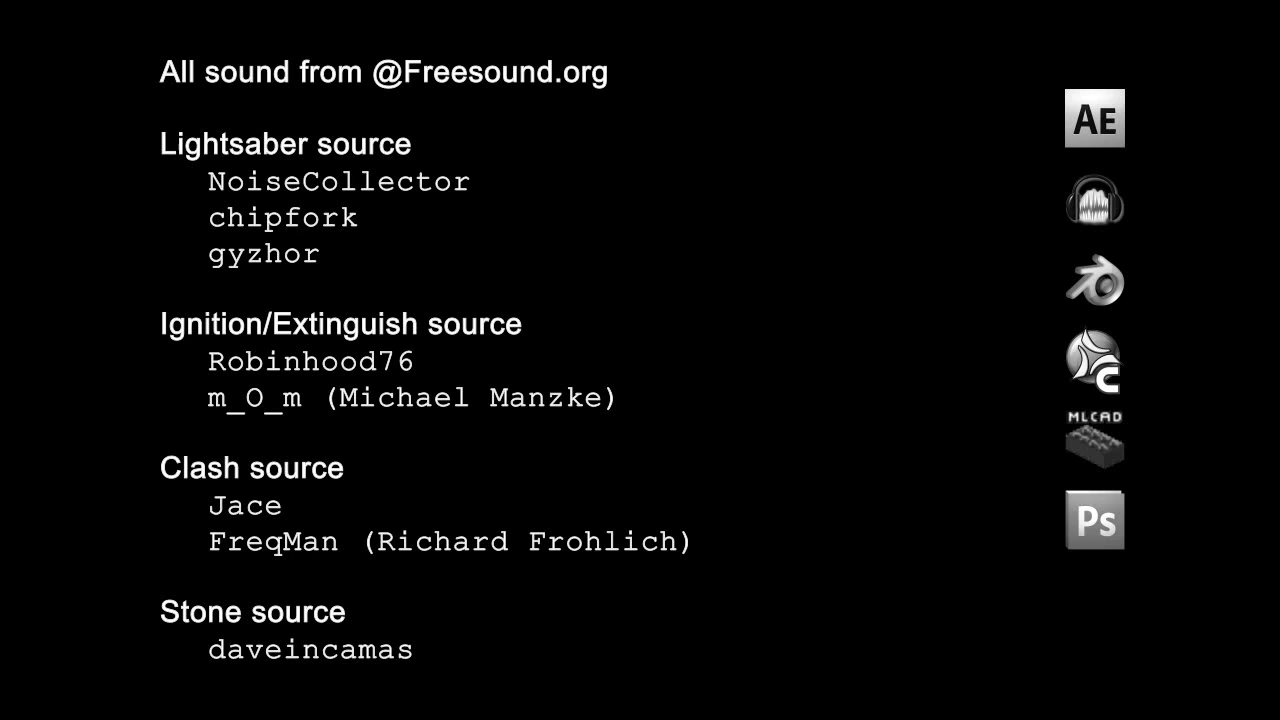 All sound from @Freesound.org
Lightsaber source
NoiseCollector
chipfork
gyzhor
Ignition/Extinguish source
Robinhood76
m_O_m (Michael Manzke)
Clash source
Jace
FreqMan (Richard Frohlich)
Stone source
daveincamas
AE
C
MLCAD
Ps